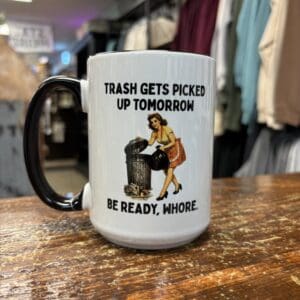 TRASH GETS PICKED
UP TOMORROW
BE READY, WHORE.